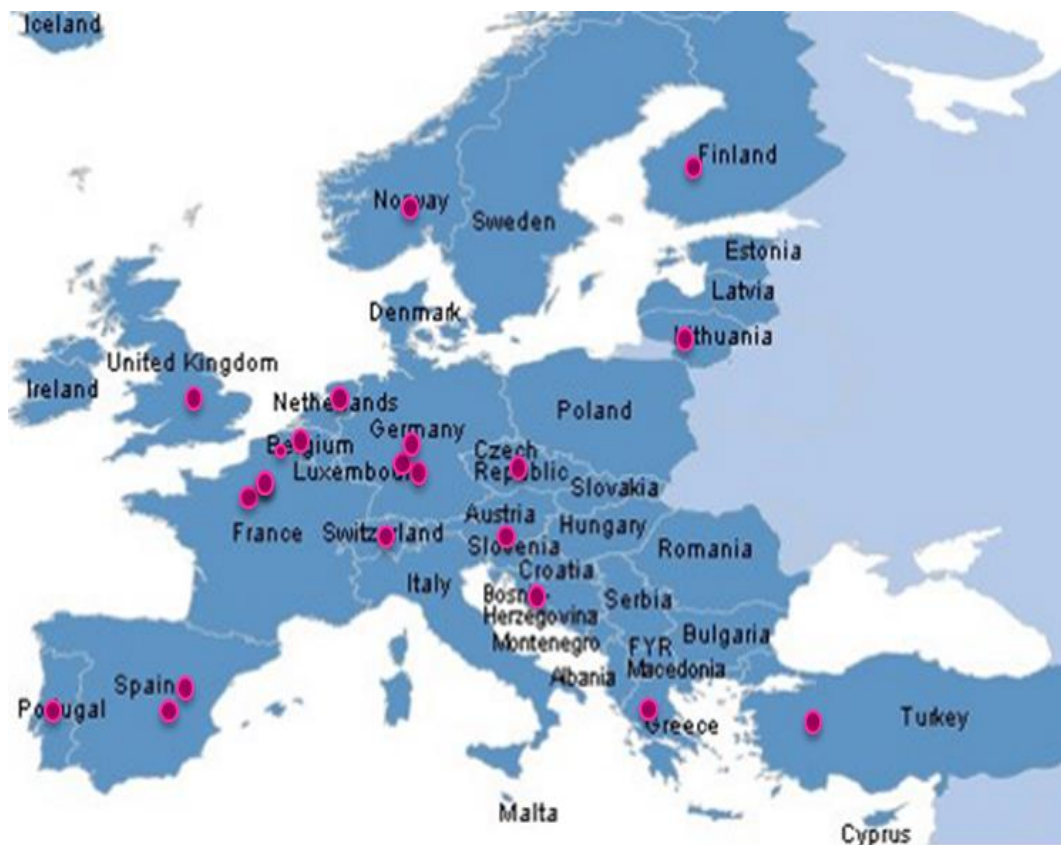 Iceland
Finland
Norway
Sweden
Estonia
Latvia
Denmark
Lithuania
United Kingdom
Ireland
Netherlands
Poland
Germany
Belgium
Czech
Republic
Luxembour
Slovakia
Austria
Hungary
France
Switzerland
Slovenia
Romania
Croatia
Italy
Bosnia-
Herzegovina
Serbia
Montenegro
Bulgaria
FYR
Macedonia
Albania
Spain
Portugal
Greece
Turkey
Malta
Cyprus